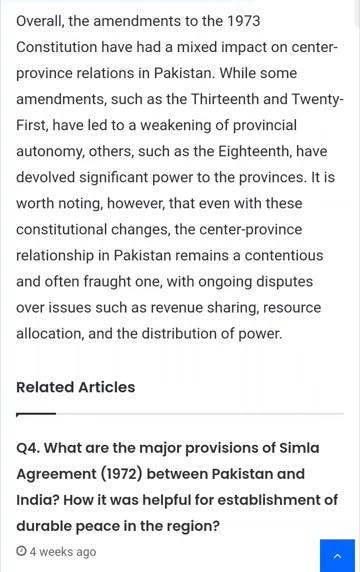 Overall, the amendments to the 1973
Constitution have had a mixed impact on center-
province relations in Pakistan. While some
amendments, such as the Thirteenth and Twenty-
First, have led to a weakening of provincial
autonomy, others, such as the Eighteenth, have
devolved significant power to the provinces. It is
worth noting, however, that even with these
constitutional changes, the center-province
relationship in Pakistan remains a contentious
and often fraught one, with ongoing disputes
over issues such as revenue sharing, resource
allocation, and the distribution of power.
Related Articles
Q4. What are the major provisions of Simla
Agreement (1972) between Pakistan and
India? How it was helpful for establishment of
durable peace in the region?
4 weeks ago